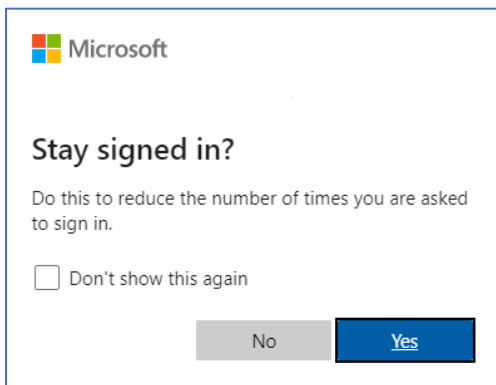 Microsoft
Stay signed in?
Do this to reduce the number of times you are asked
to sign in.
Don't show this again
No
Yes